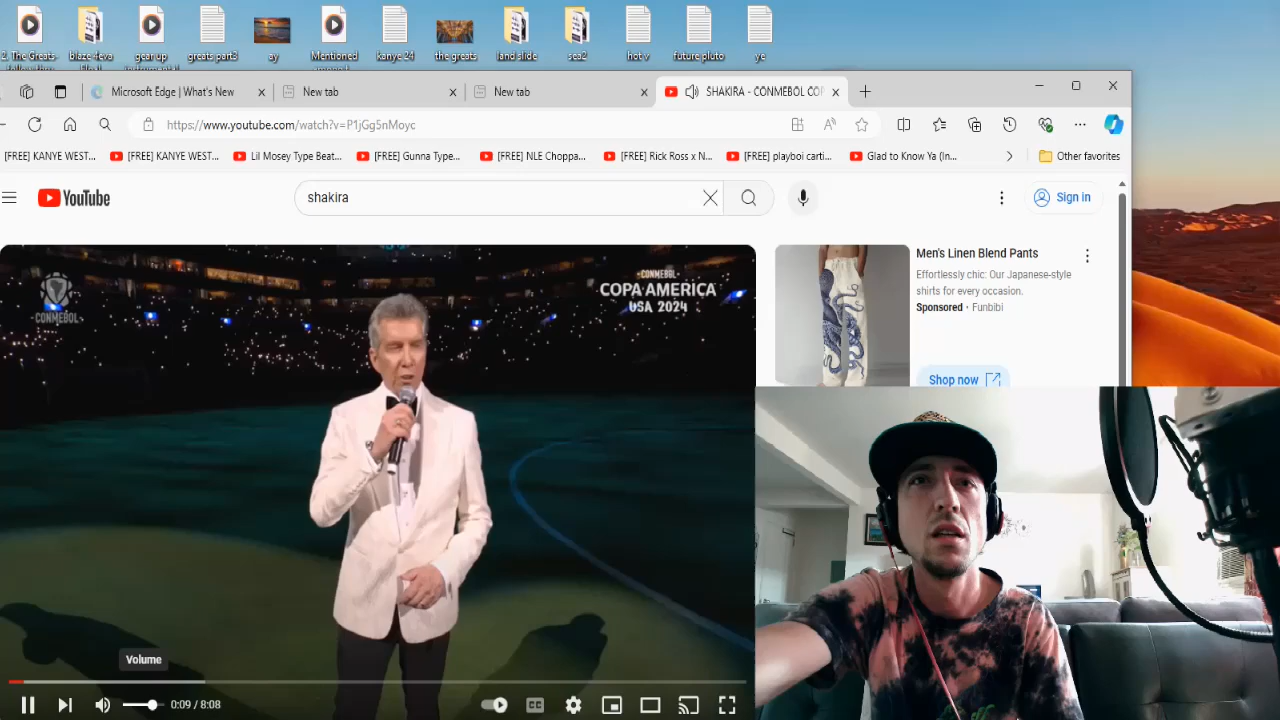 2. The Greats-
blaze 4eva
gear up
greats part3
ay
Mentioned
kanye 24
the greats
land slide
sea2
hot v
future pluto
ye
Microsoft Edge | What's New
New tab
New tab
SHAKIRA - CONMEBOL COP
https://www.youtube.com/watch?v=P1jGg5nMoyc
[FREE] KANYE WEST...
[FREE] KANYE WEST...
Lil Mosey Type Beat...
[FREE] Gunna Type...
[FREE] NLE Choppa...
[FREE] Rick Ross x N...
[FREE] playboi carti...
Glad to Know Ya (In...
Other favorites
YouTube
shakira
Sign in
CONMEBOL
-CONMEBOL-
COPA AMERICA
USA 2024
Men's Linen Blend Pants
Effortlessly chic: Our Japanese-style
shirts for every occasion.
Sponsored · Funbibi
Shop now
Volume
0:09 / 8:08
CC